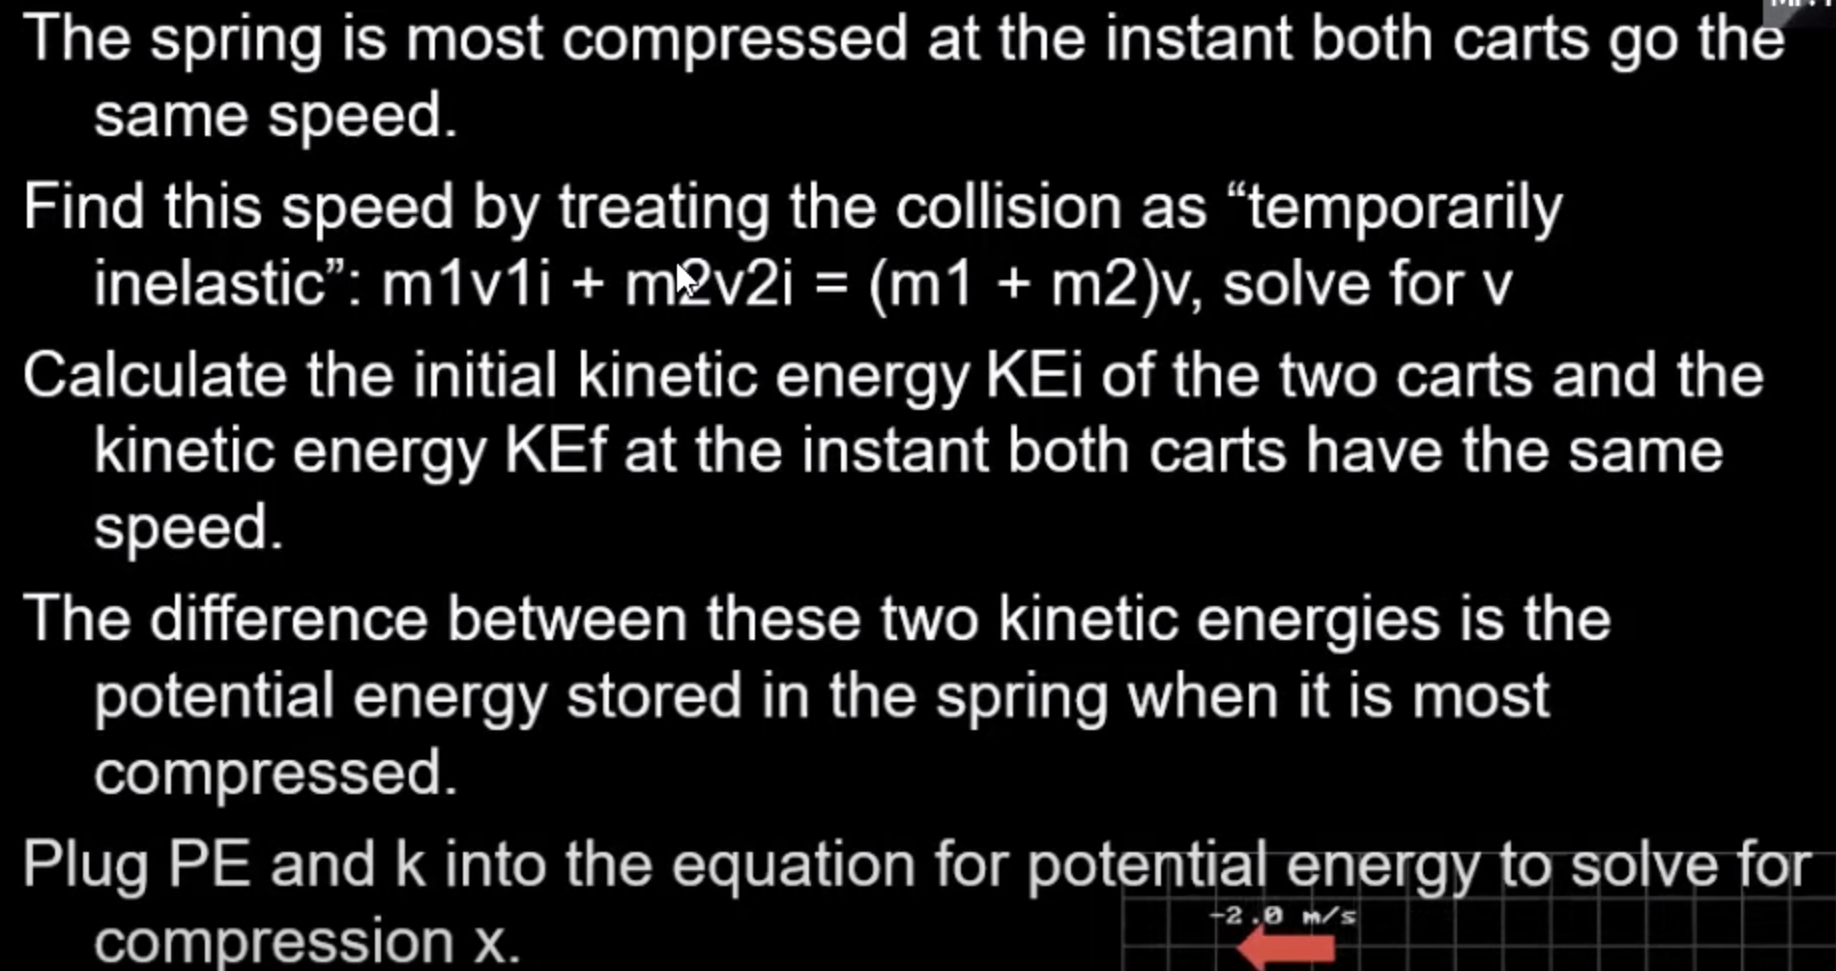 The spring is most compressed at the instant both carts go the
same speed.
Find this speed by treating the collision as “temporarily
inelastic”: m1v1i + m2v2i = (m1 + m2)v, solve for v
Calculate the initial kinetic energy KEi of the two carts and the
kinetic energy KEf at the instant both carts have the same
speed.
The difference between these two kinetic energies is the
potential energy stored in the spring when it is most
compressed.
Plug PE and k into the equation for potential energy to solve for
compression x.
-2.0 m/s